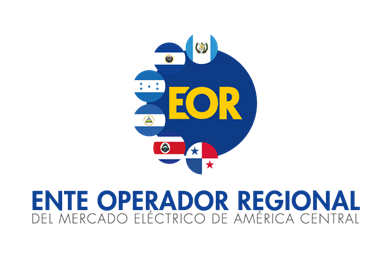 EOR
ENTE OPERADOR REGIONAL
DEL MERCADO ELÉCTRICO DE AMÉRICA CENTRAL